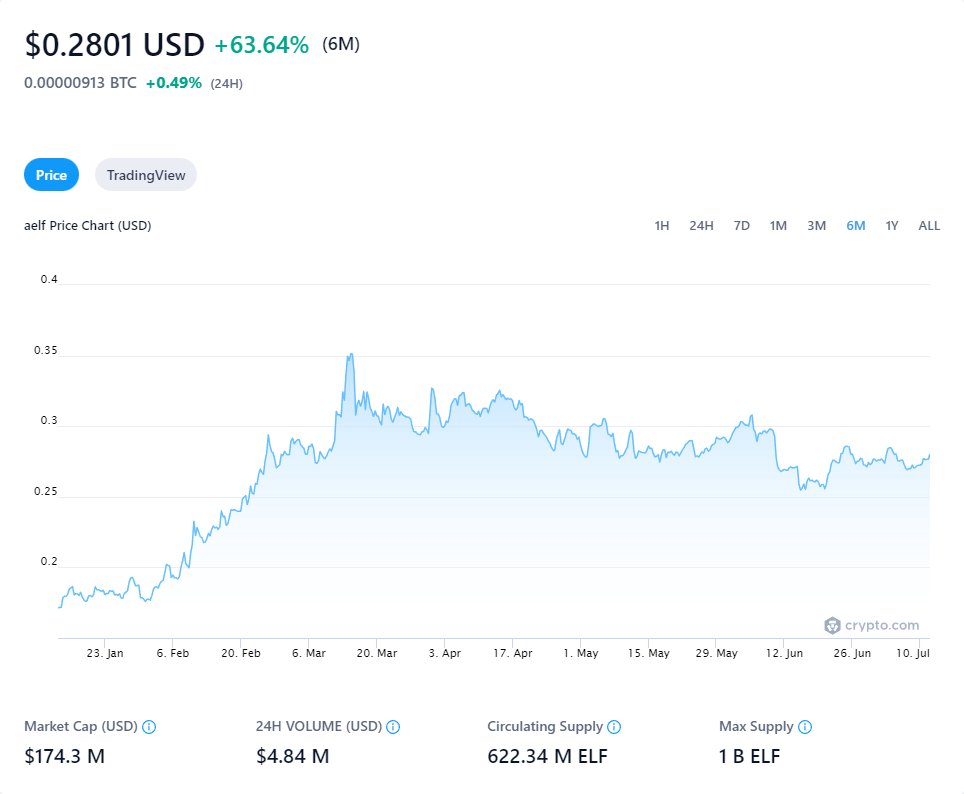 $0.2801 USD +63.64% (6M)
0.00000913 BTC +0.49% (24H)
Price TradingView
aelf Price Chart (USD) 1H 24H 7D 1M 3M 6M 1Y ALL
0.4
0.35
0.3
0.25
0.2
crypto.com
23. Jan 6. Feb 20. Feb 6. Mar 20. Mar 3. Apr 17. Apr 1. May 15. May 29. May 12. Jun 26. Jun 10. Jul
Market Cap (USD) 24H VOLUME (USD) Circulating Supply Max Supply
$174.3 M $4.84 M 622.34 M ELF 1 B ELF